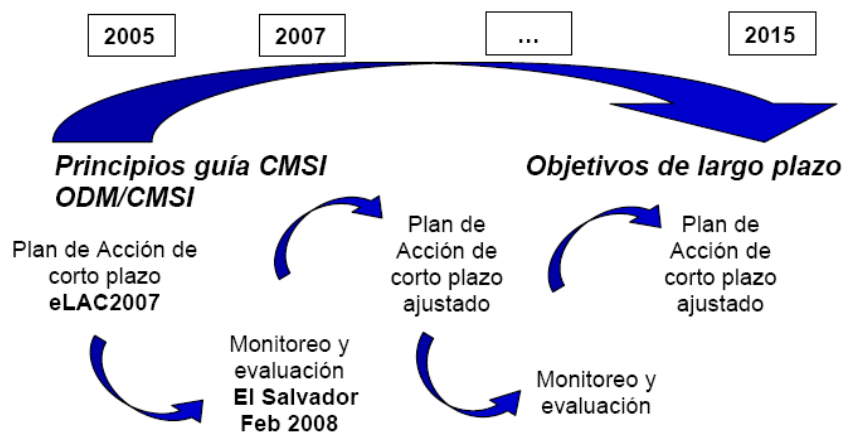 2005
2007
...
2015
Principios guía CMSI
ODM/CMSI
Objetivos de largo plazo
Plan de Acción de
corto plazo
eLAC2007
Monitoreo y
evaluación
El Salvador
Feb 2008
Plan de
Acción de
corto plazo
ajustado
Monitoreo y
evaluación
Plan de
Acción de
corto plazo
ajustado